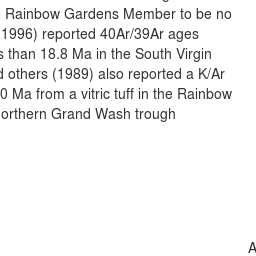 Rainbow Gardens Member to be no
1996) reported 40Ar/39Ar ages
than 18.8 Ma in the South Virgin
others (1989) also reported a K/Ar
0 Ma from a vitric tuff in the Rainbow
orthern Grand Wash trough
A